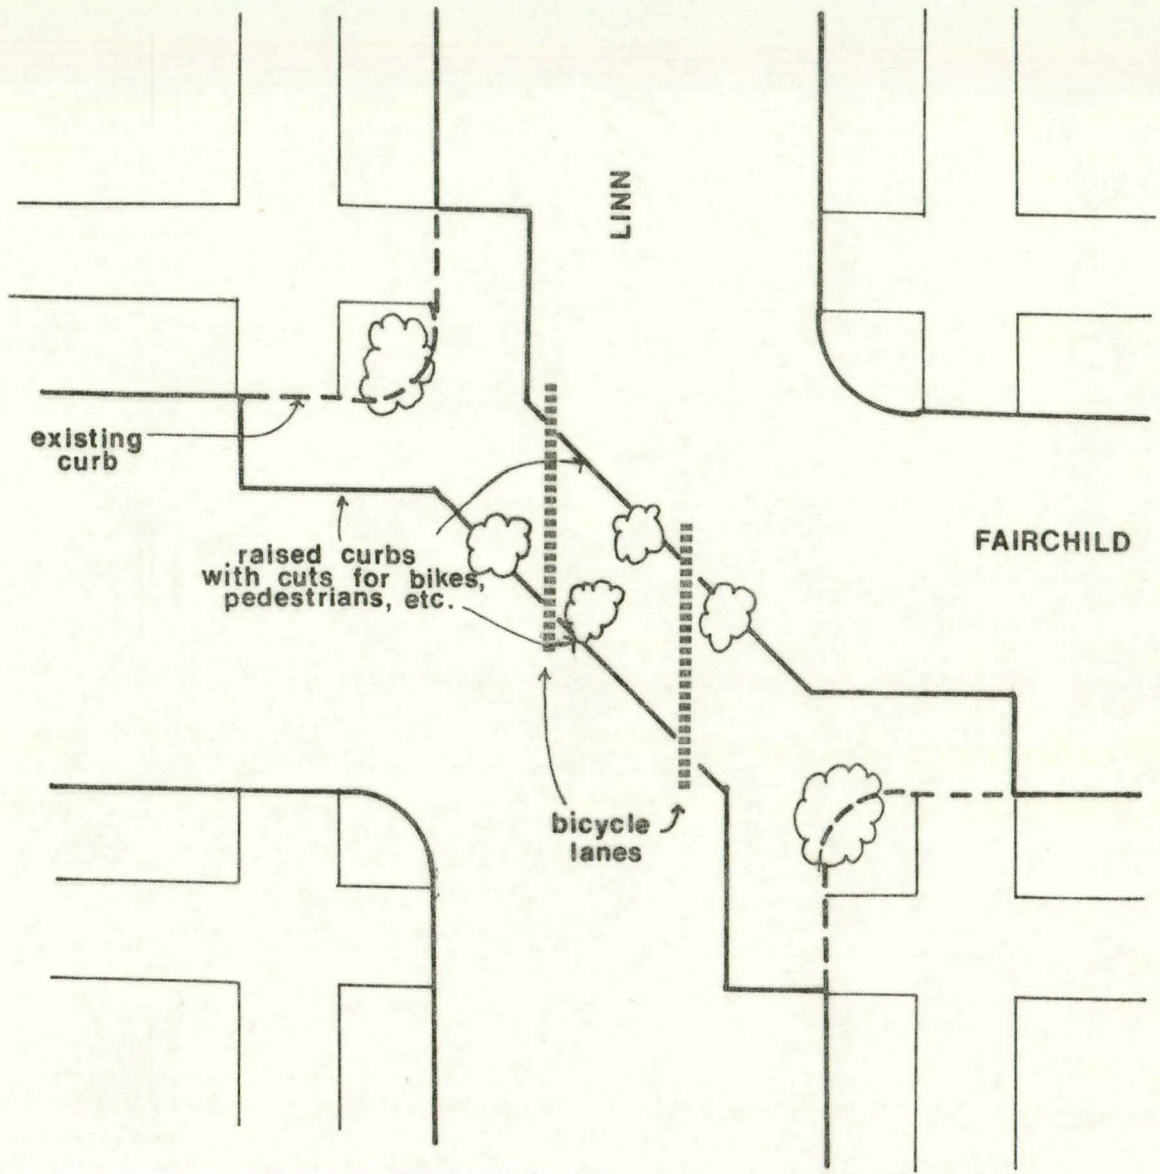 LINN
existing
curb
FAIRCHILD
raised curbs
with cuts for bikes,
pedestrians, etc.
bicycle
lanes